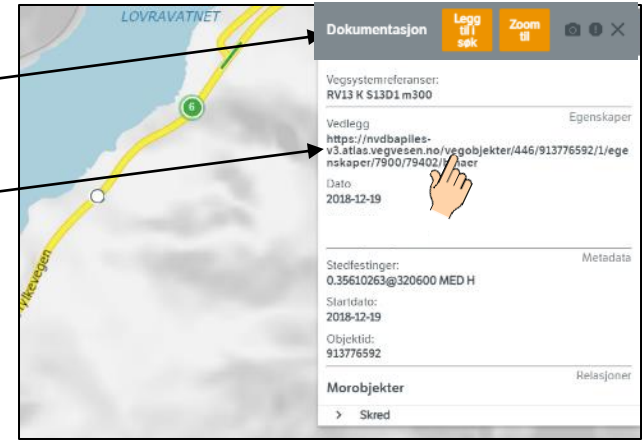 LOVRAVATNET
6
ylkevegen
Dokumentasjon
Legg
til i
søk
Zoom
til
Vegsystemreferanser:
RV13 K S13D1 m300
Egenskaper
Vedlegg
https://nvdbapiles-
v3.atlas.vegvesen.no/vegobjekter/446/913776592/1/ege
nskaper/7900/79402/
Dato
2018-12-19
Metadata
Stedfestinger:
0.35610263@320600 MED H
Startdato:
2018-12-19
Objektid:
913776592
Relasjoner
Morobjekter
> Skred